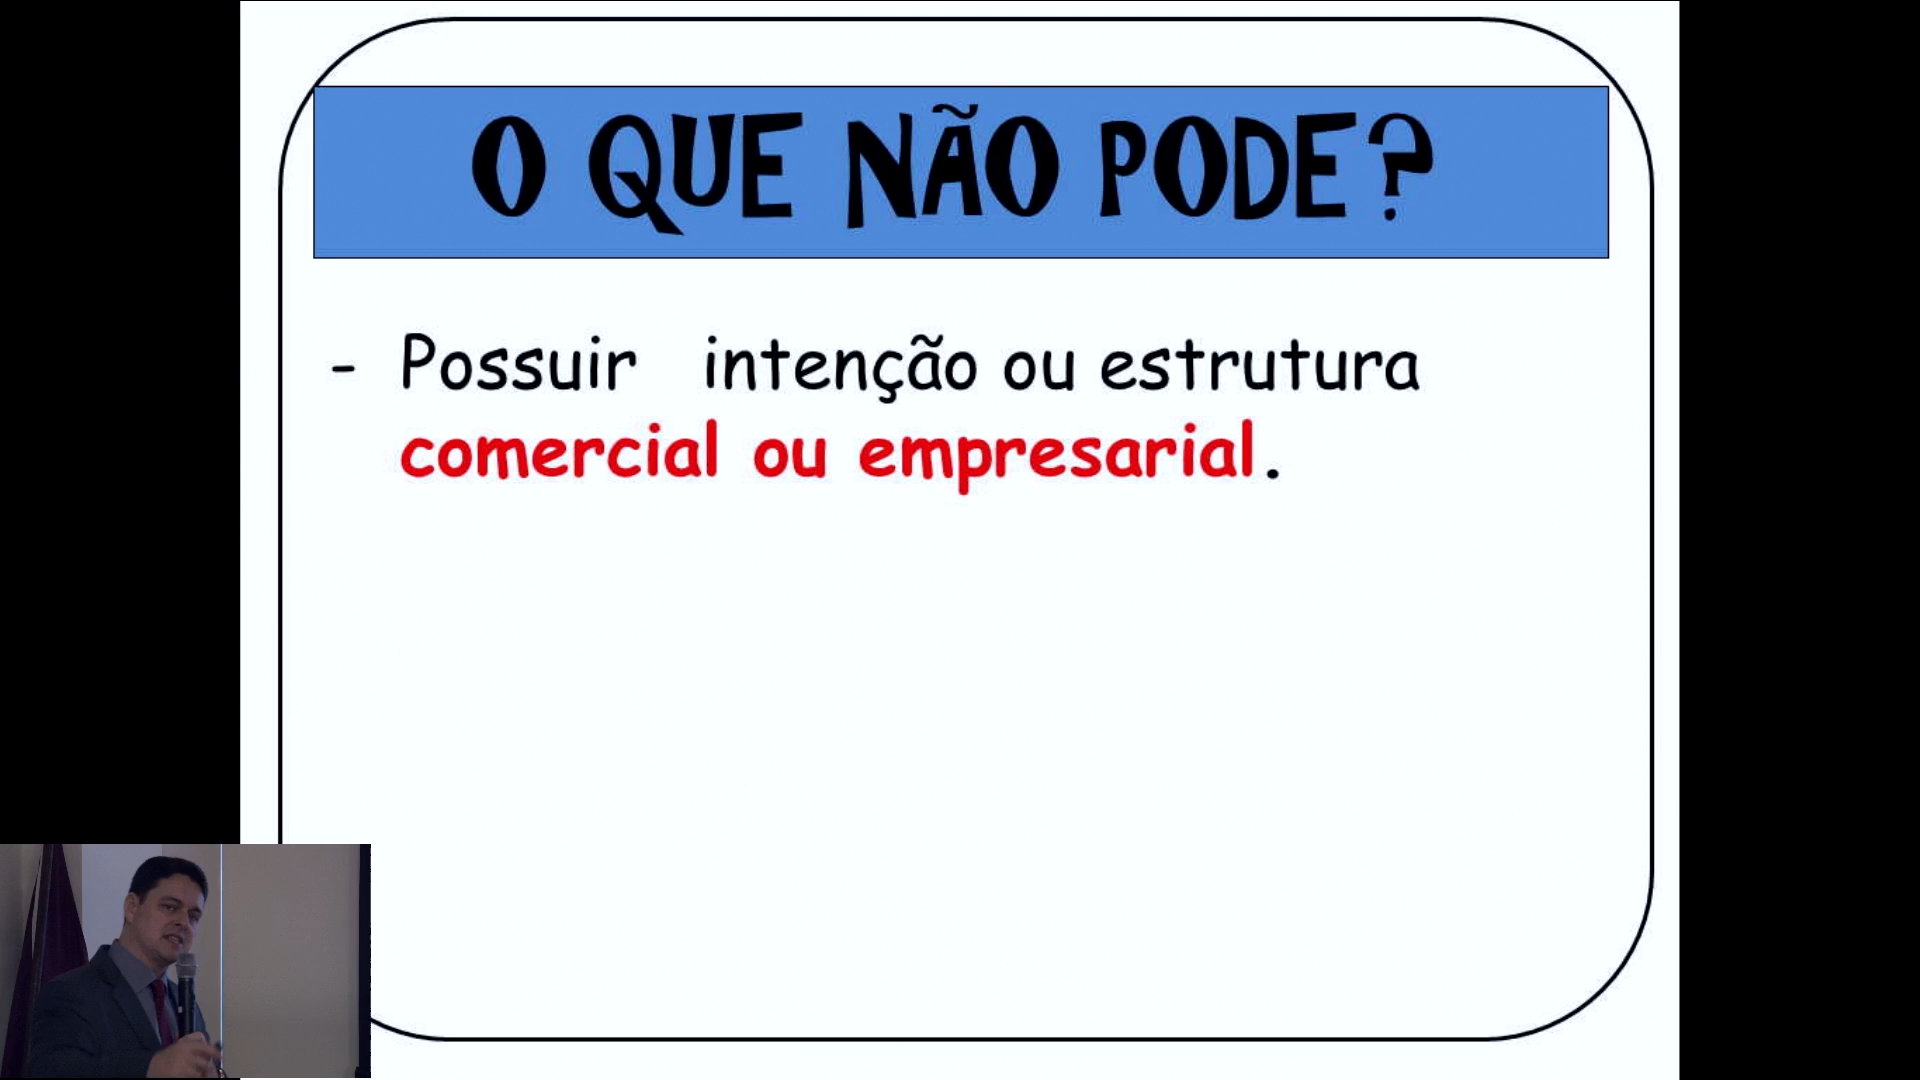 O QUE NÃO PODE?
- Possuir intenção ou estrutura
comercial ou empresarial.